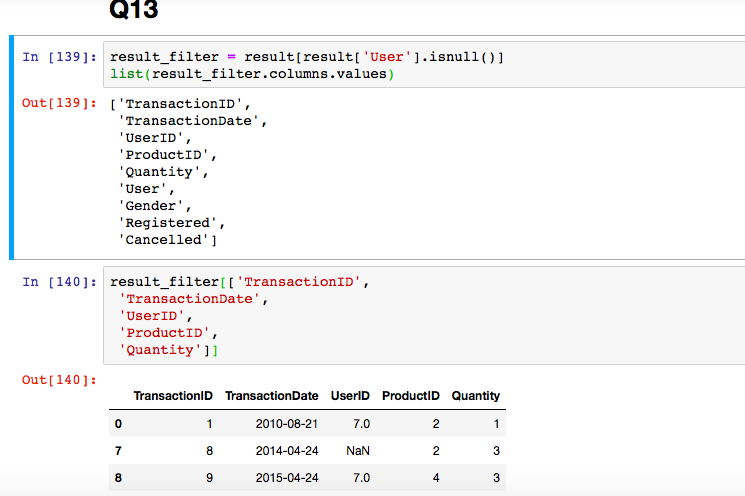 Q13
In [139]: result_filter = result[result['User'].isnull()]
list(result_filter.columns.values)
Out[139]: ['TransactionID',
'TransactionDate',
'UserID',
'ProductID',
'Quantity',
'User',
'Gender',
'Registered',
'Cancelled']
In [140]: result_filter[['TransactionID',
'TransactionDate',
'UserID',
'ProductID',
'Quantity']]
Out[140]:
TransactionID TransactionDate UserID ProductID Quantity
0 1 2010-08-21 7.0 2 1
7 8 2014-04-24 NaN 2 3
8 9 2015-04-24 7.0 4 3